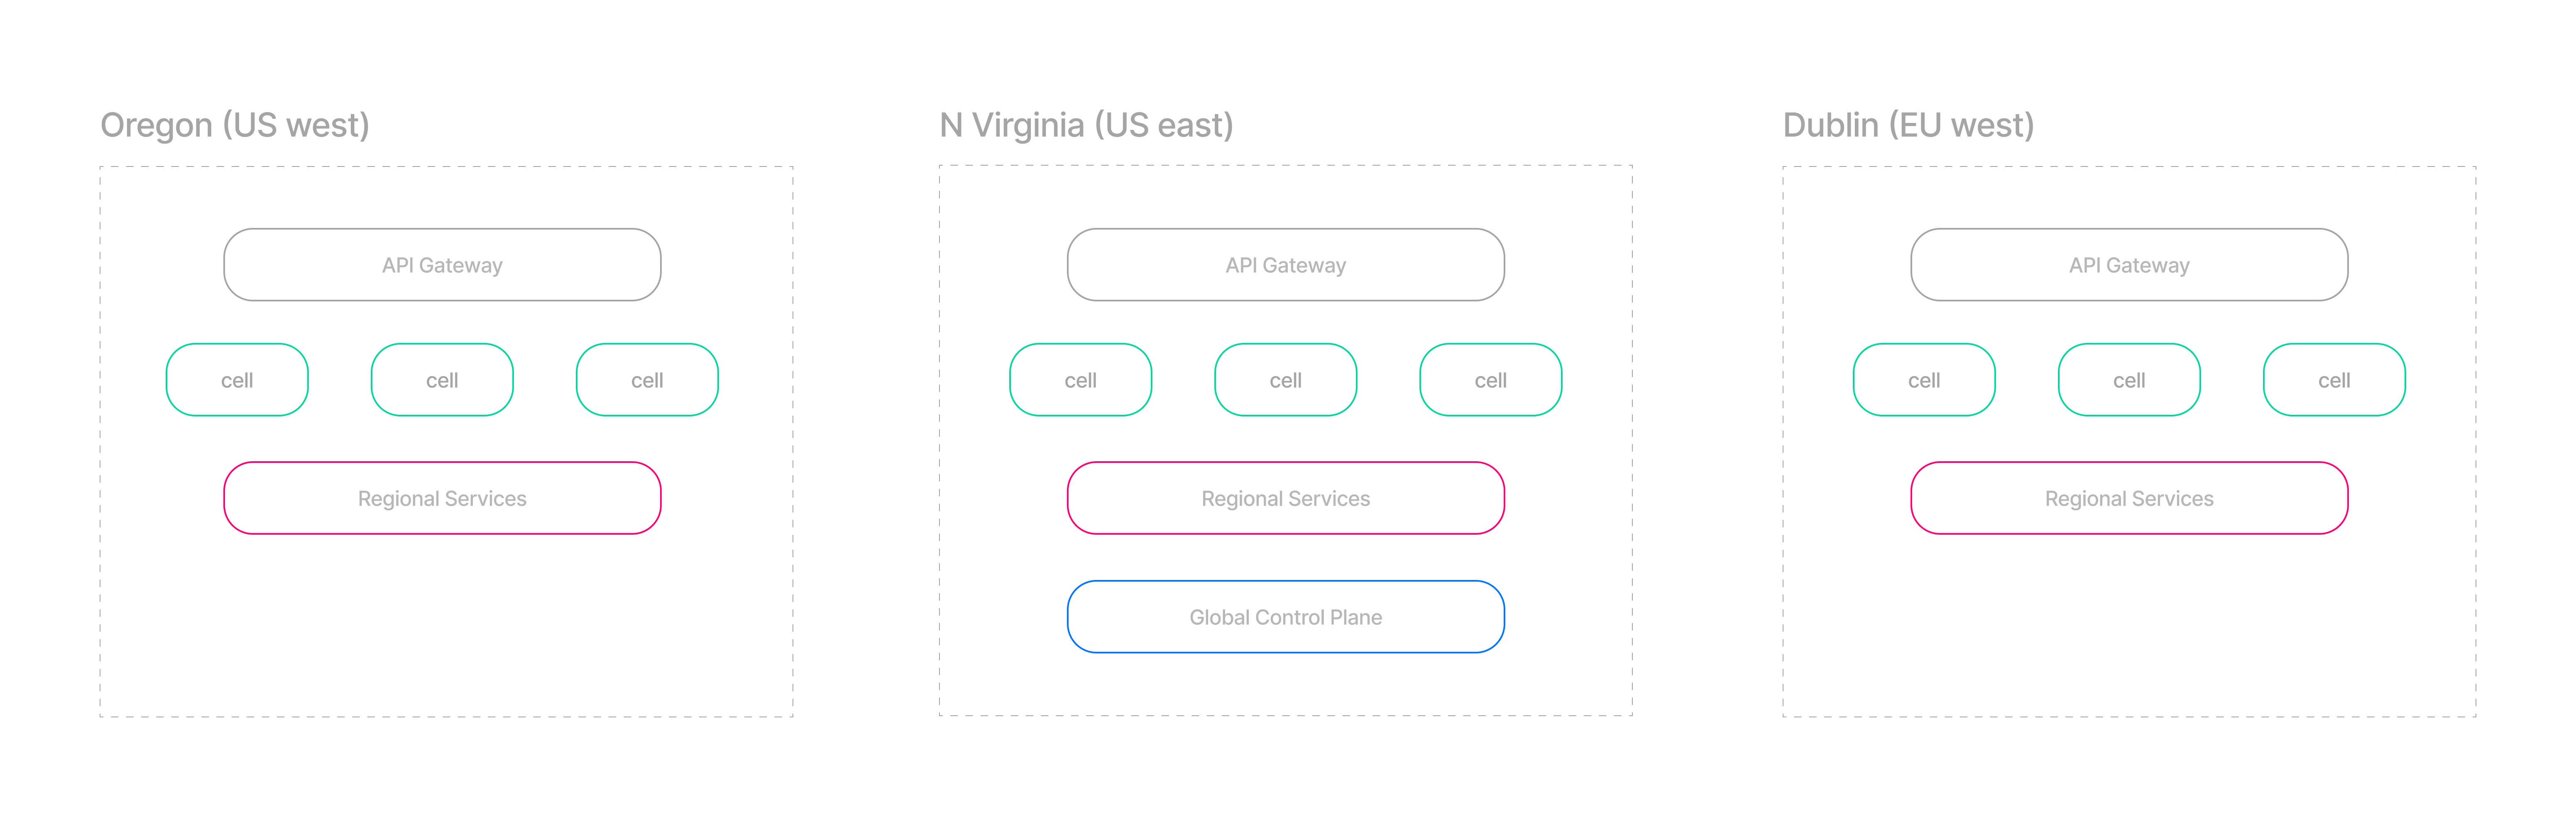 Oregon (US west)
API Gateway
cell
cell
cell
Regional Services
N Virginia (US east)
API Gateway
cell
cell
cell
Regional Services
Global Control Plane
Dublin (EU west)
API Gateway
cell
cell
cell
Regional Services